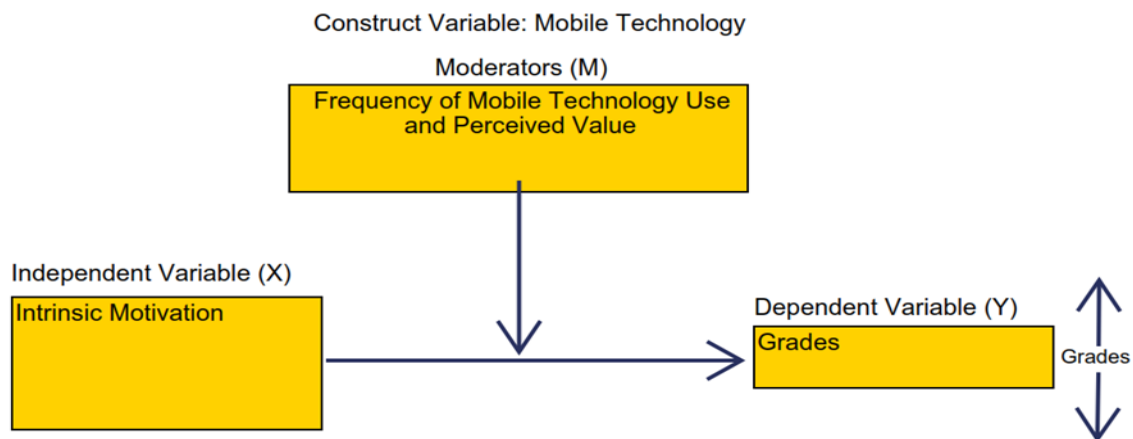 Construct Variable: Mobile Technology
Moderators (M)
Frequency of Mobile Technology Use
and Perceived Value
Independent Variable (X)
Intrinsic Motivation
Dependent Variable (Y)
Grades
Grades